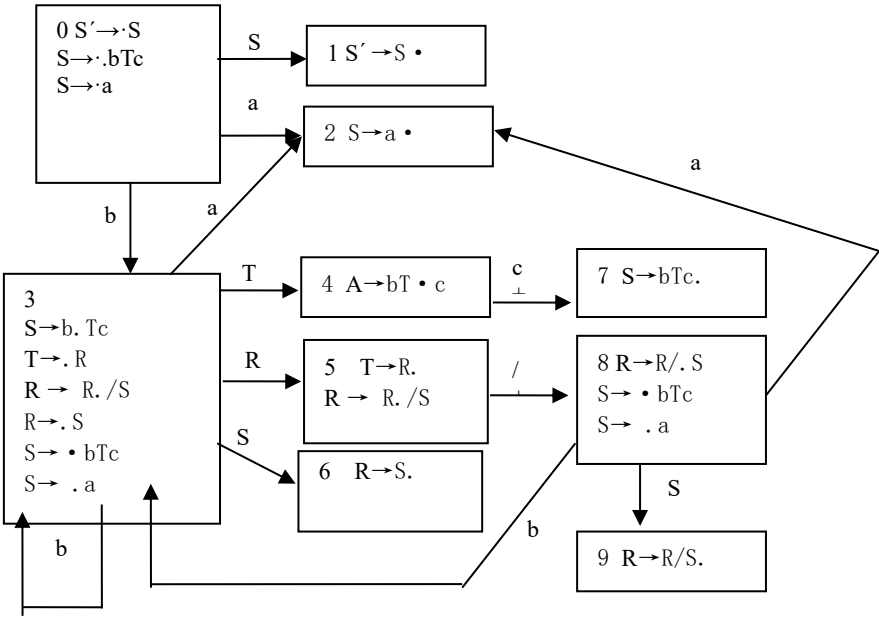 0 S′→·S
S→·.bTc
S→·a
S
1 S′ →S •
a
2 S→a •
a
b
a
3
S→b. Tc
T→. R
R → R. /S
R→. S
S→ • bTc
S→ . a
T
4 A→bT • c
c
⊥
7 S→bTc.
R
5 T→R.
R → R. /S
/
8 R→R/. S
S→ • bTc
S→ . a
S
6 R→S.
b
S
b
9 R→R/S.